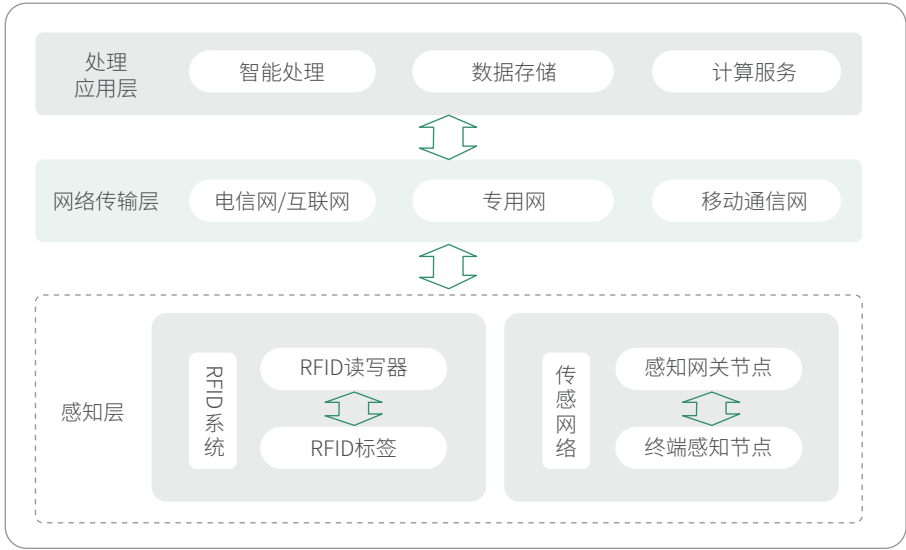 处理
应用层
智能处理
数据存储
计算服务
网络传输层
电信网/互联网
专用网
移动通信网
感知层
RFID系统
RFID读写器
RFID标签
传感网络
感知网关节点
终端感知节点